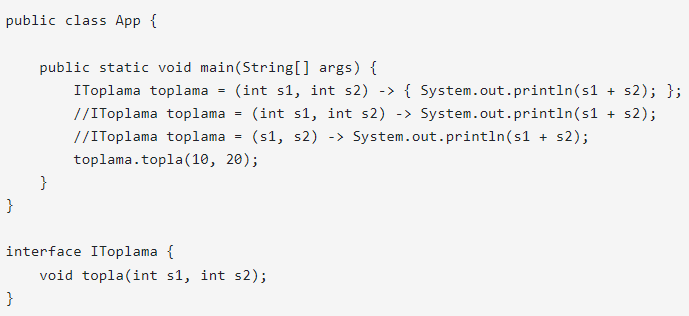 public class App {
public static void main(String[] args) {
IToplama toplama = (int s1, int s2) -> { System.out.println(s1 + s2); };
//IToplama toplama = (int s1, int s2) -> System.out.println(s1 + s2);
//IToplama toplama = (s1, s2) -> System.out.println(s1 + s2);
toplama.topla(10, 20);
}
}
interface IToplama {
void topla(int s1, int s2);
}